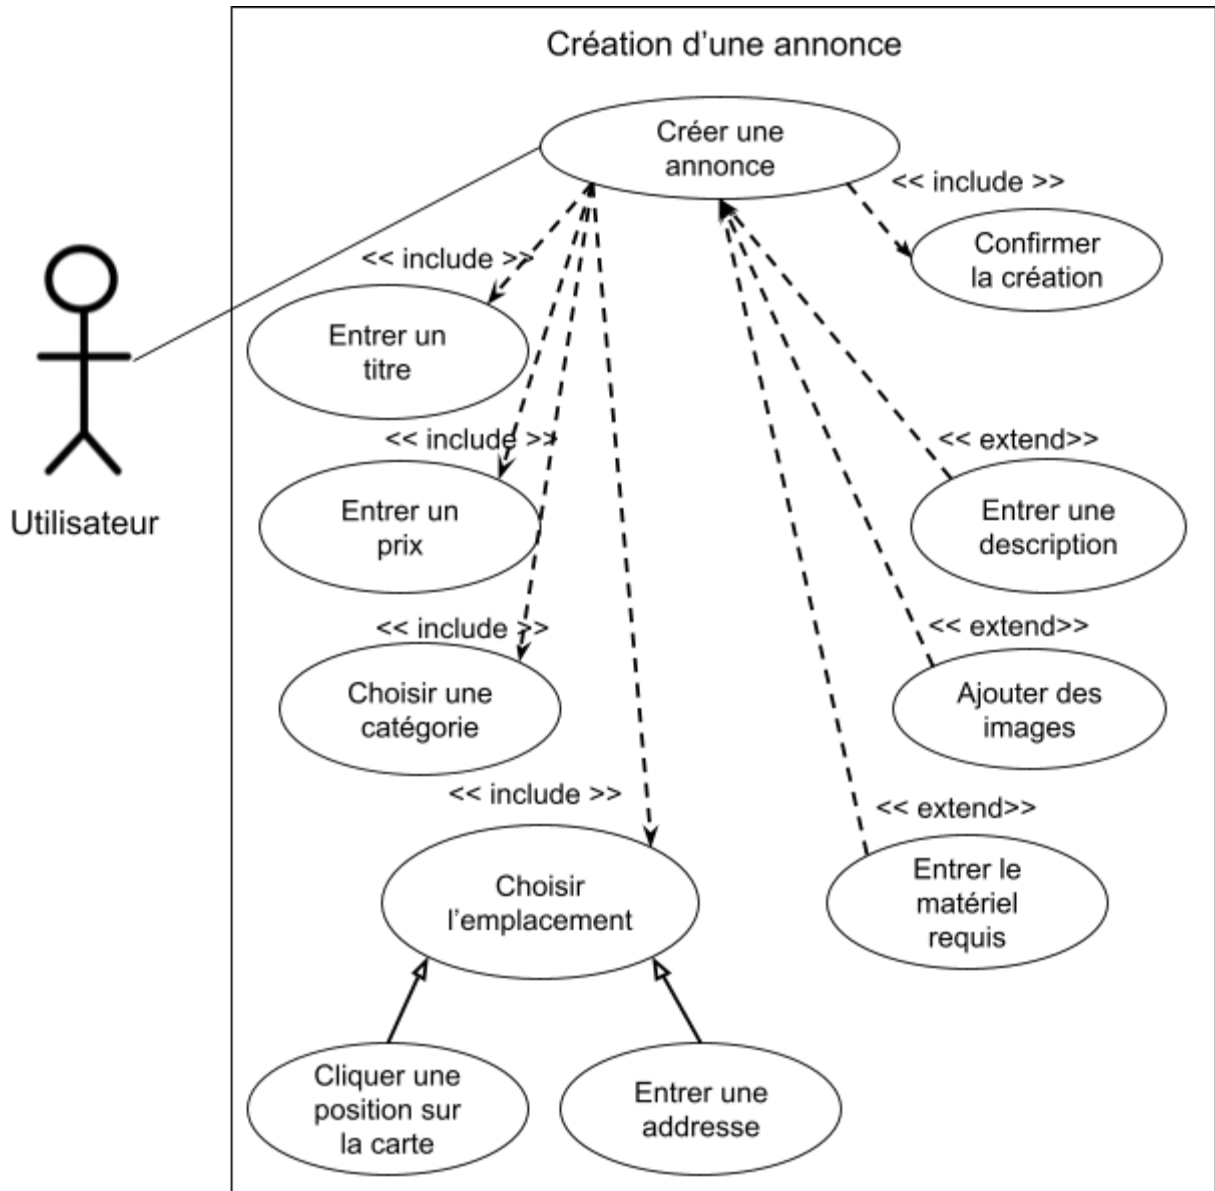 Création d’une annonce
Créer une
annonce
<< include >>
Confirmer
la création
<< include >>
Entrer un
titre
<< include >>
Entrer un
prix
<< extend>>
Entrer une
description
Utilisateur
<< include >>
Choisir une
catégorie
<< extend>>
Ajouter des
images
<< include >>
Choisir
l’emplacement
<< extend>>
Entrer le
matériel
requis
Cliquer une
position sur
la carte
Entrer une
addresse